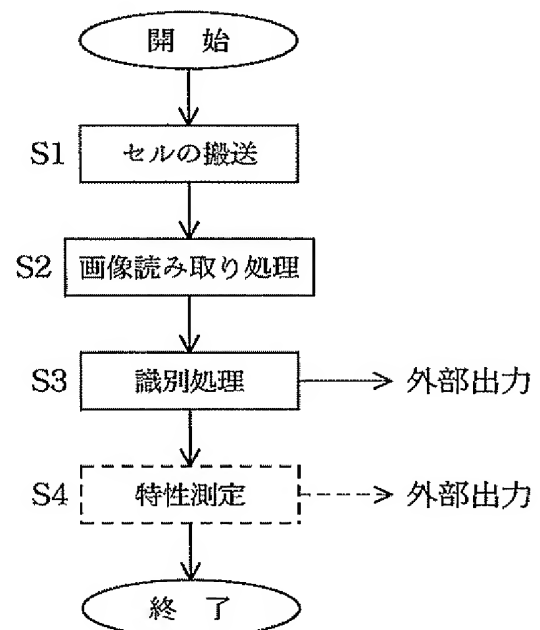 開 始
S1 セルの搬送
S2 画像読み取り処理
S3 識別処理 外部出力
S4 特性測定 外部出力
終 了